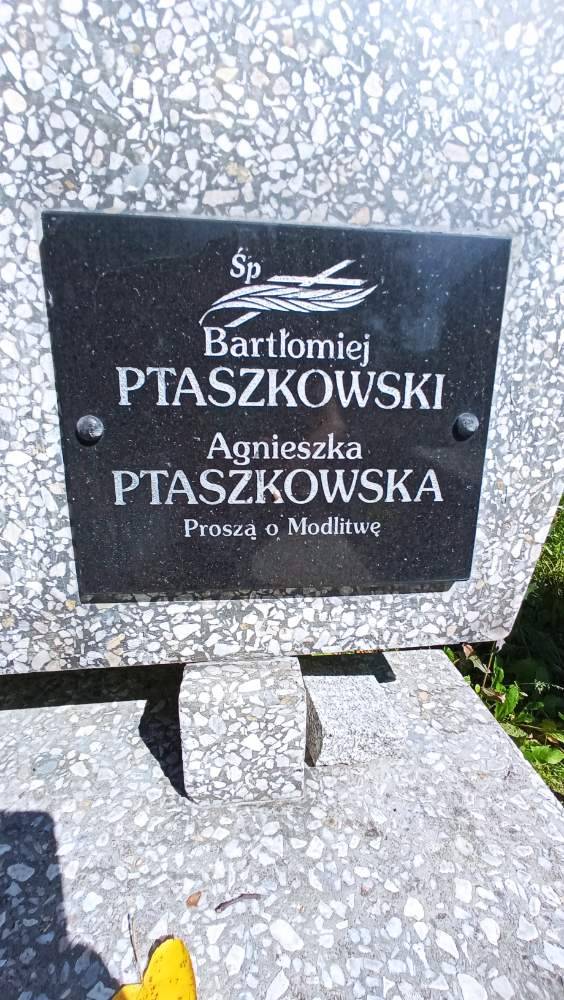 Śp
Bartłomiej
PTASZKOWSKI
Agnieszka
PTASZKOWSKA
Proszą o Modlitwę